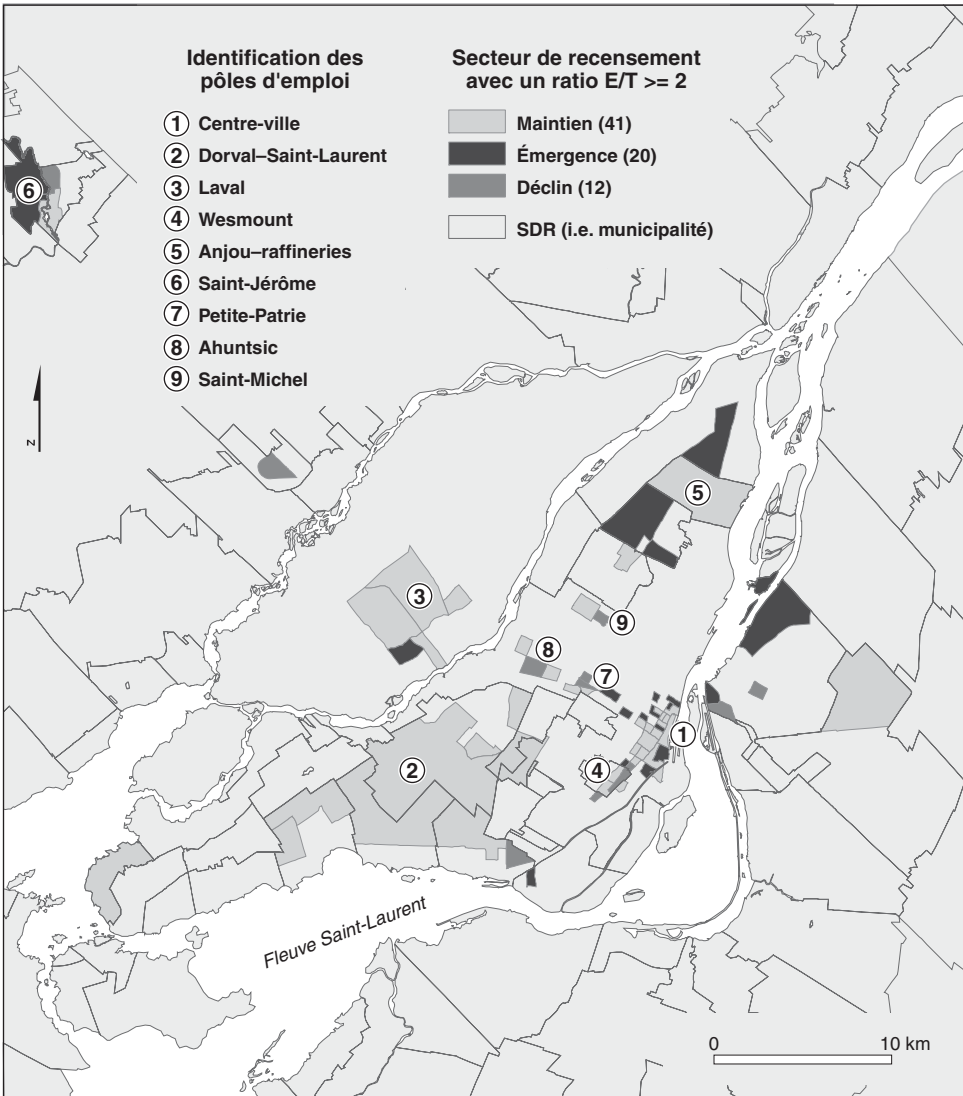 Identification des
pôles d'emploi
1 Centre-ville
2 Dorval–Saint-Laurent
3 Laval
4 Wesmount
5 Anjou–raffineries
6 Saint-Jérôme
7 Petite-Patrie
8 Ahuntsic
9 Saint-Michel
Secteur de recensement
avec un ratio E/T >= 2
Maintien (41)
Émergence (20)
Déclin (12)
SDR (i.e. municipalité)
6
N
5
3
9
8
7
1
2
4
Fleuve Saint-Laurent
0 10 km